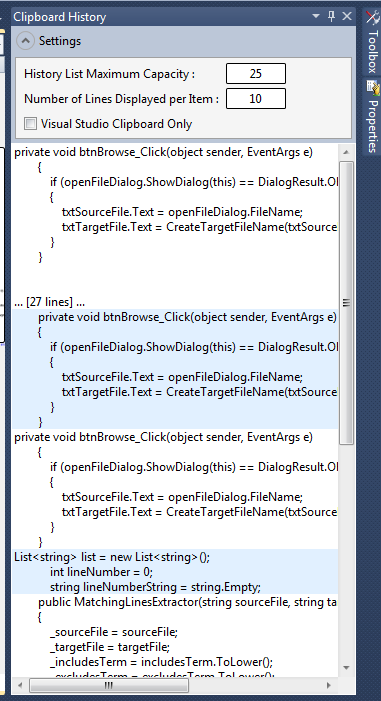 Clipboard History
Settings
History List Maximum Capacity : 25
Number of Lines Displayed per Item : 10
Visual Studio Clipboard Only
private void btnBrowse_Click(object sender, EventArgs e)
{
if (openFileDialog.ShowDialog(this) == DialogResult.
{
txtSourceFile.Text = openFileDialog.FileName;
txtTargetFile.Text = CreateTargetFileName(txtSource
}
}
... [27 lines] ...
private void btnBrowse_Click(object sender, EventArgs e)
{
if (openFileDialog.ShowDialog(this) == DialogResult.
{
txtSourceFile.Text = openFileDialog.FileName;
txtTargetFile.Text = CreateTargetFileName(txtSource
}
}
private void btnBrowse_Click(object sender, EventArgs e)
{
if (openFileDialog.ShowDialog(this) == DialogResult.
{
txtSourceFile.Text = openFileDialog.FileName;
txtTargetFile.Text = CreateTargetFileName(txtSource
}
}
List<string> list = new List<string>();
int lineNumber = 0;
string lineNumberString = string.Empty;
public MatchingLinesExtractor(string sourceFile, string ta
{
_sourceFile = sourceFile;
_targetFile = targetFile;
_includesTerm = includesTerm.ToLower();
_excludesTerm = excludesTerm.ToLower();
Toolbox
Properties